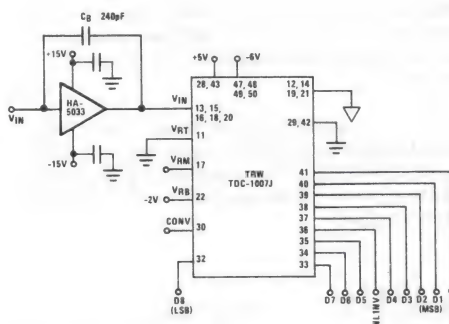 CB 240pF
+15V
HA-
5033
VIN
-15V
+5V
-6V
28, 43
47, 46
49, 50
12, 14
19, 21
VIN
13, 15,
16, 18, 20
29, 42
VRT
11
VRM
17
VRB
-2V
22
CONV
30
32
TRW
TDC-1007J
41
40
39
38
37
36
35
34
33
D8
(LSB)
D7
D6
D5
NLINV
D4
D3
D2
D1
(MSB)